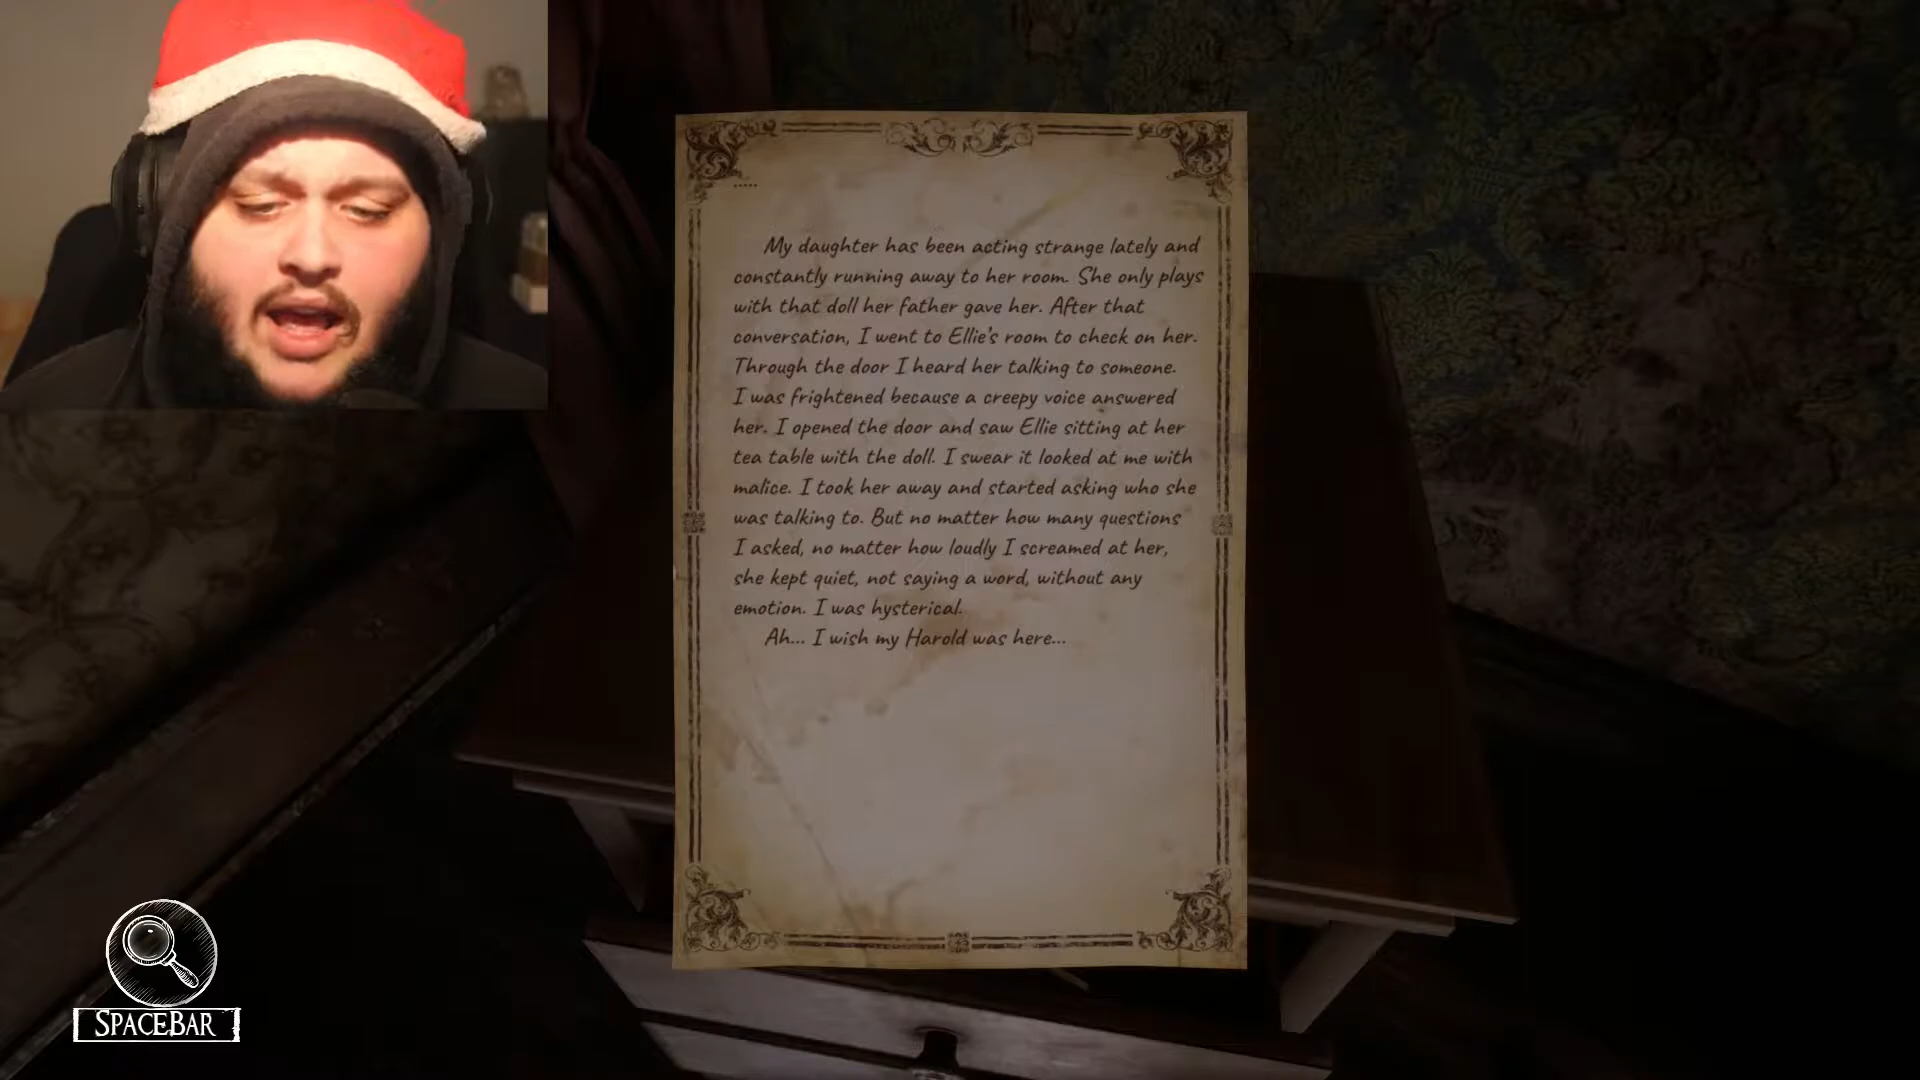 .....
My daughter has been acting strange lately and
constantly running away to her room. She only plays
with that doll her father gave her. After that
conversation, I went to Ellie's room to check on her.
Through the door I heard her talking to someone.
I was frightened because a creepy voice answered
her. I opened the door and saw Ellie sitting at her
tea table with the doll. I swear it looked at me with
malice. I took her away and started asking who she
was talking to. But no matter how many questions
I asked, no matter how loudly I screamed at her,
she kept quiet, not saying a word, without any
emotion. I was hysterical.
Ah... I wish my Harold was here...
SPACEBAR